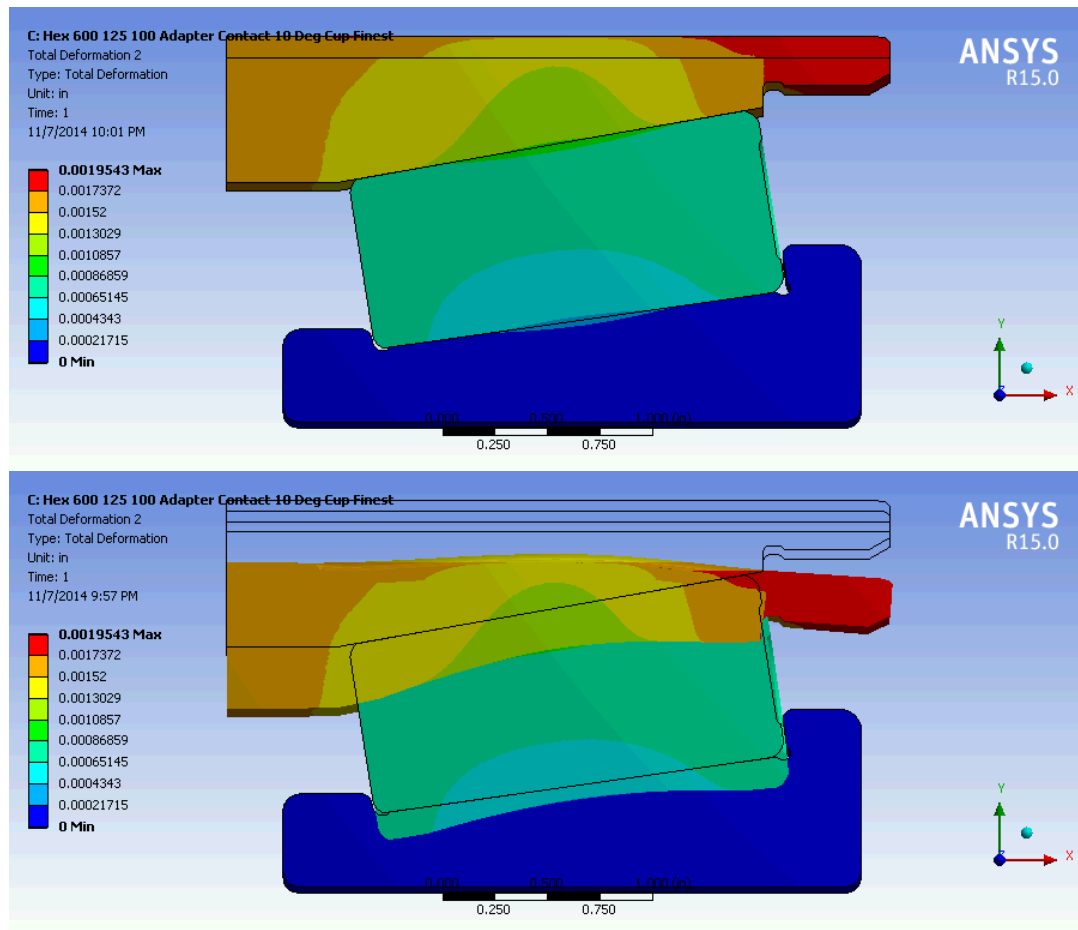 C: Hex 600 125 100 Adapter Contact 10 Deg Cup Finest
Total Deformation 2
Type: Total Deformation
Unit: in
Time: 1
11/7/2014 10:01 PM
ANSYS
R15.0
0.0019543 Max
0.0017372
0.00152
0.0013029
0.0010857
0.00086859
0.00065145
0.0004343
0.00021715
0 Min
Y
Z
X
0.000 0.500 1.000 (in)
0.250 0.750
C: Hex 600 125 100 Adapter Contact 10 Deg Cup Finest
Total Deformation 2
Type: Total Deformation
Unit: in
Time: 1
11/7/2014 9:57 PM
ANSYS
R15.0
0.0019543 Max
0.0017372
0.00152
0.0013029
0.0010857
0.00086859
0.00065145
0.0004343
0.00021715
0 Min
Y
Z
X
0.000 0.500 1.000 (in)
0.250 0.750